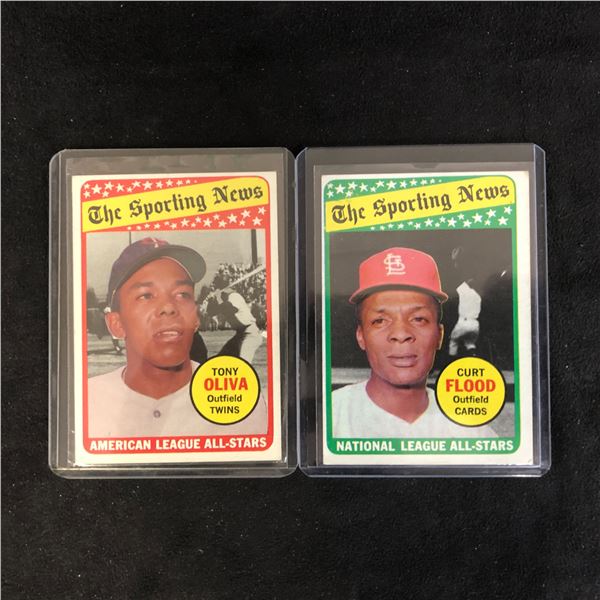 The Sporting News
TONY
OLIVA
Outfield
TWINS
AMERICAN LEAGUE ALL-STARS
The Sporting News
StL
CURT
FLOOD
Outfield
CARDS
NATIONAL LEAGUE ALL-STARS